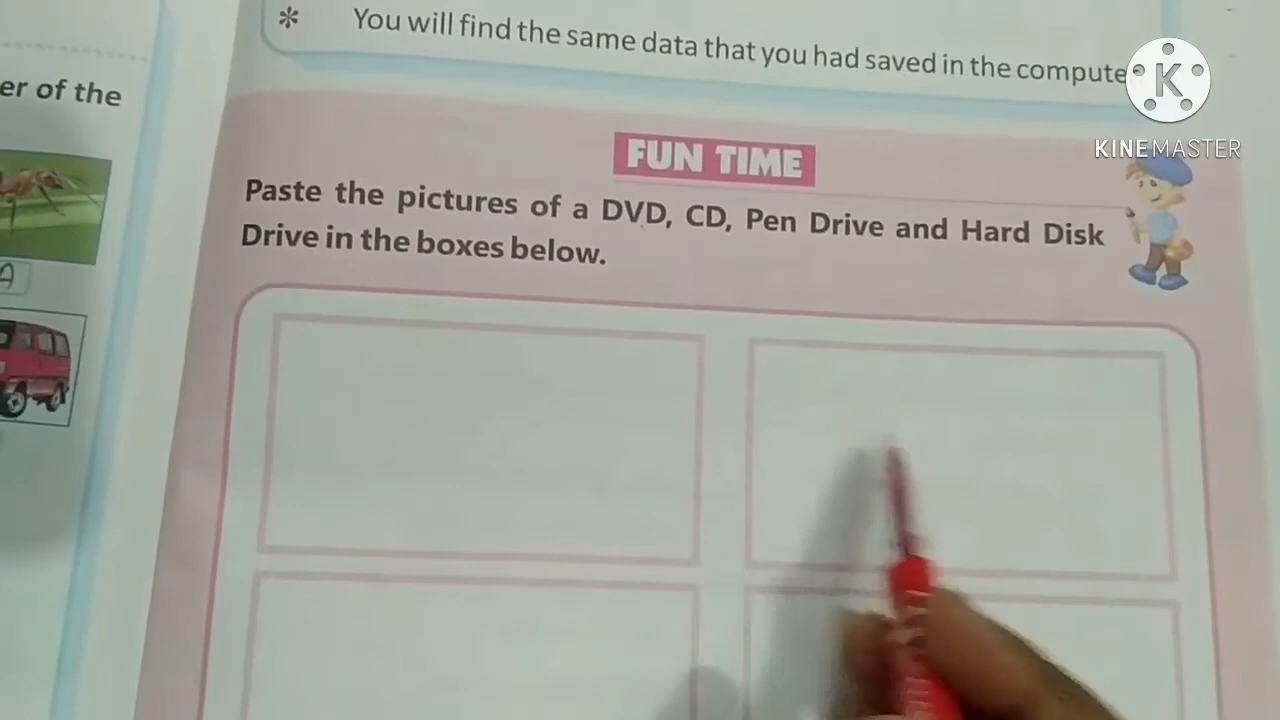 * You will find the same data that you had saved in the compute
er of the
K
KINEMASTER
FUN TIME
Paste the pictures of a DVD, CD, Pen Drive and Hard Disk
Drive in the boxes below.
A